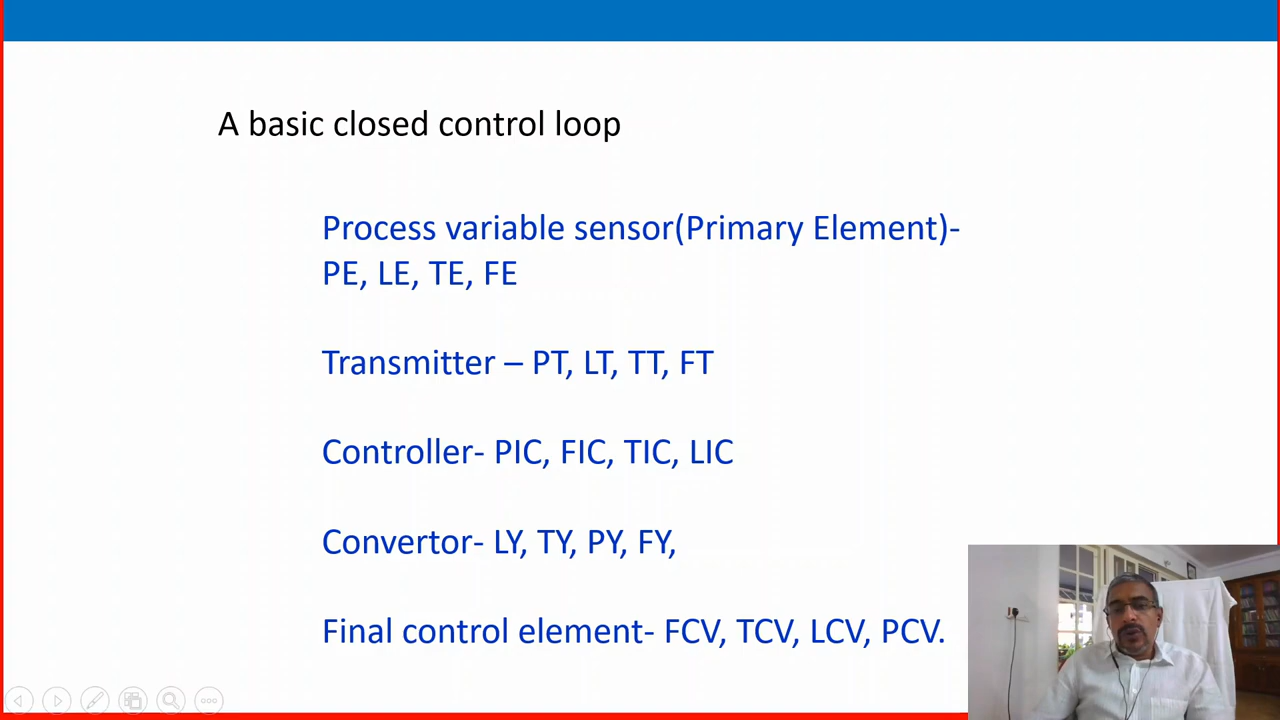 A basic closed control loop
Process variable sensor(Primary Element)-
PE, LE, TE, FE
Transmitter – PT, LT, TT, FT
Controller- PIC, FIC, TIC, LIC
Convertor- LY, TY, PY, FY,
Final control element- FCV, TCV, LCV, PCV.